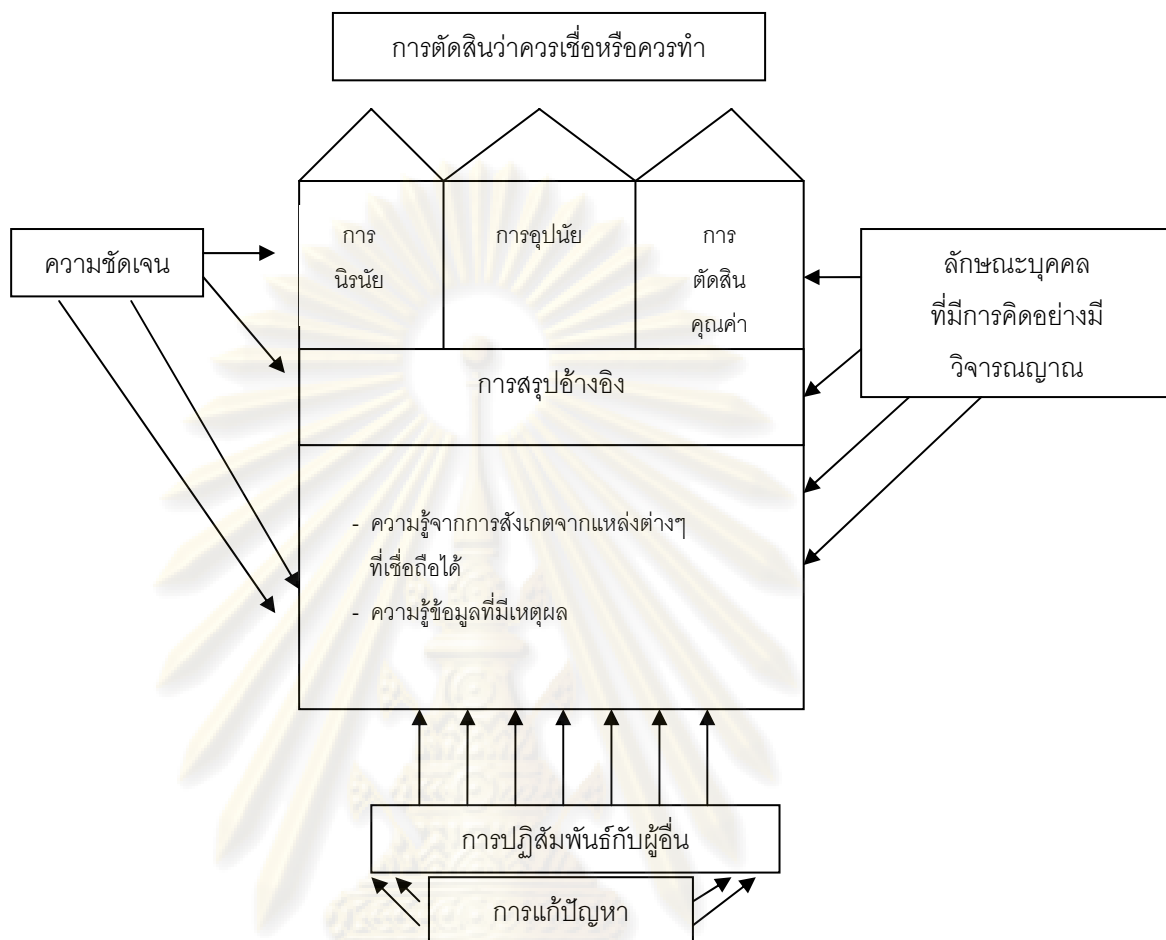 การตัดสินว่าควรเชื่อหรือควรทำ
การ
นิรนัย
การอุปนัย
การ
ตัดสิน
คุณค่า
ความชัดเจน
ลักษณะบุคคล
ที่มีการคิดอย่างมี
วิจารณญาณ
การสรุปอ้างอิง
- ความรู้จากการสังเกตจากแหล่งต่างๆ
ที่เชื่อถือได้
- ความรู้ข้อมูลที่มีเหตุผล
การปฏิสัมพันธ์กับผู้อื่น
การแก้ปัญหา